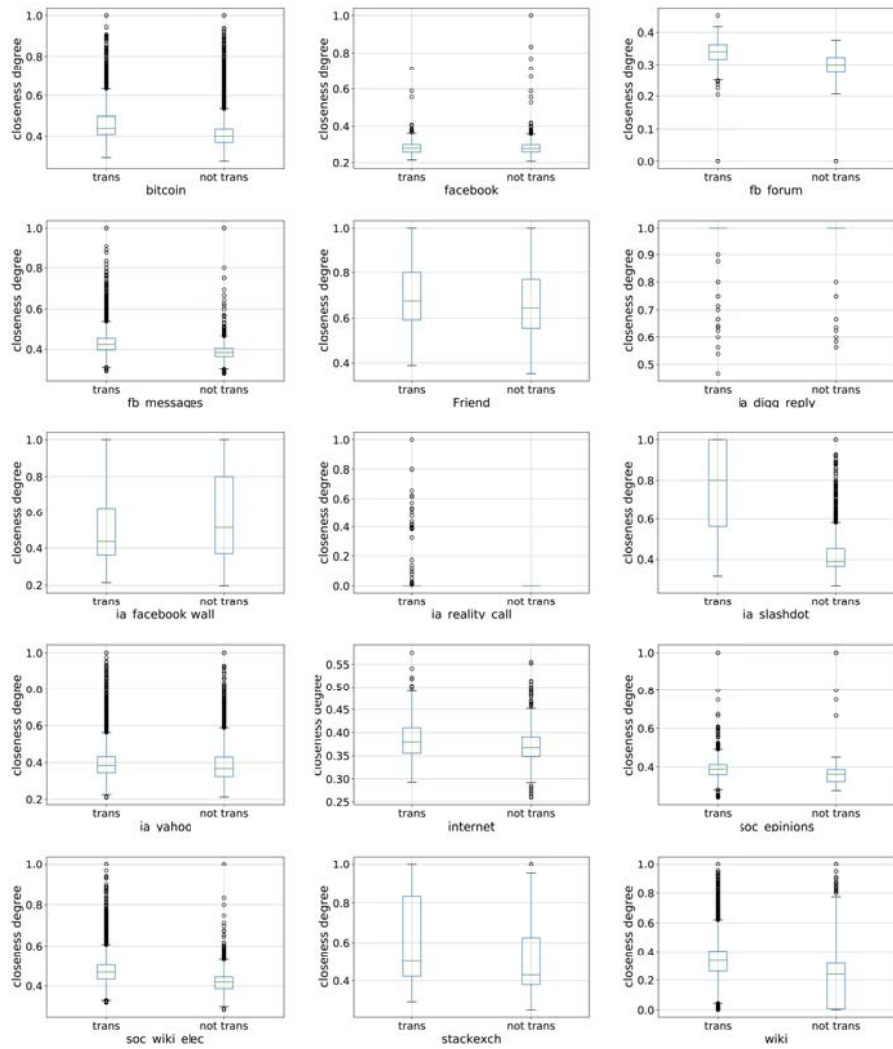 closeness degree
1.0
0.8
0.6
0.4
trans
not trans
bitcoin
closeness degree
1.0
0.8
0.6
0.4
0.2
trans
not trans
facebook
closeness degree
0.4
0.3
0.2
0.1
0.0
trans
not trans
fb forum
closeness degree
1.0
0.8
0.6
0.4
trans
not trans
fb messages
closeness degree
1.0
0.8
0.6
0.4
trans
not trans
Friend
closeness degree
1.0
0.9
0.8
0.7
0.6
0.5
trans
not trans
ia digg reply
closeness degree
1.0
0.8
0.6
0.4
0.2
trans
not trans
ia facebook wall
closeness degree
1.0
0.8
0.6
0.4
0.2
0.0
trans
not trans
ia reality call
closeness degree
1.0
0.8
0.6
0.4
trans
not trans
ia slashdot
closeness degree
1.0
0.8
0.6
0.4
0.2
trans
not trans
ia yahoo
closeness degree
0.55
0.50
0.45
0.40
0.35
0.30
0.25
trans
not trans
internet
closeness degree
1.0
0.8
0.6
0.4
trans
not trans
soc epinions
closeness degree
1.0
0.8
0.6
0.4
trans
not trans
soc wiki elec
closeness degree
1.0
0.8
0.6
0.4
trans
not trans
stackexch
closeness degree
1.0
0.8
0.6
0.4
0.2
0.0
trans
not trans
wiki